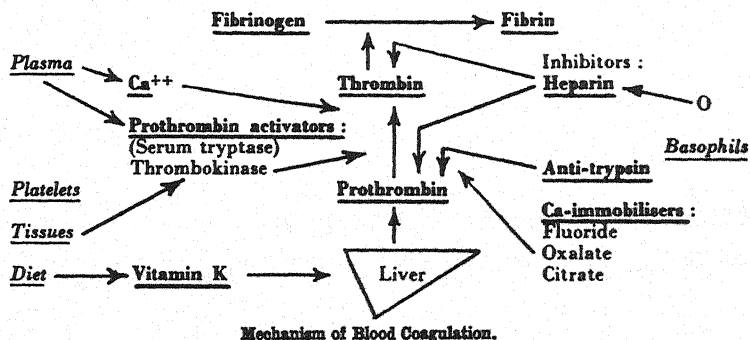 Fibrinogen
Fibrin
Plasma
Ca++
Thrombin
Inhibitors :
Heparin
O
Prothrombin activators :
(Serum tryptase)
Thrombokinase
Basophils
Platelets
Prothrombin
Anti-trypsin
Tissues
Ca-immobilisers :
Fluoride
Oxalate
Citrate
Diet
Vitamin K
Liver
Mechanism of Blood Coagulation.